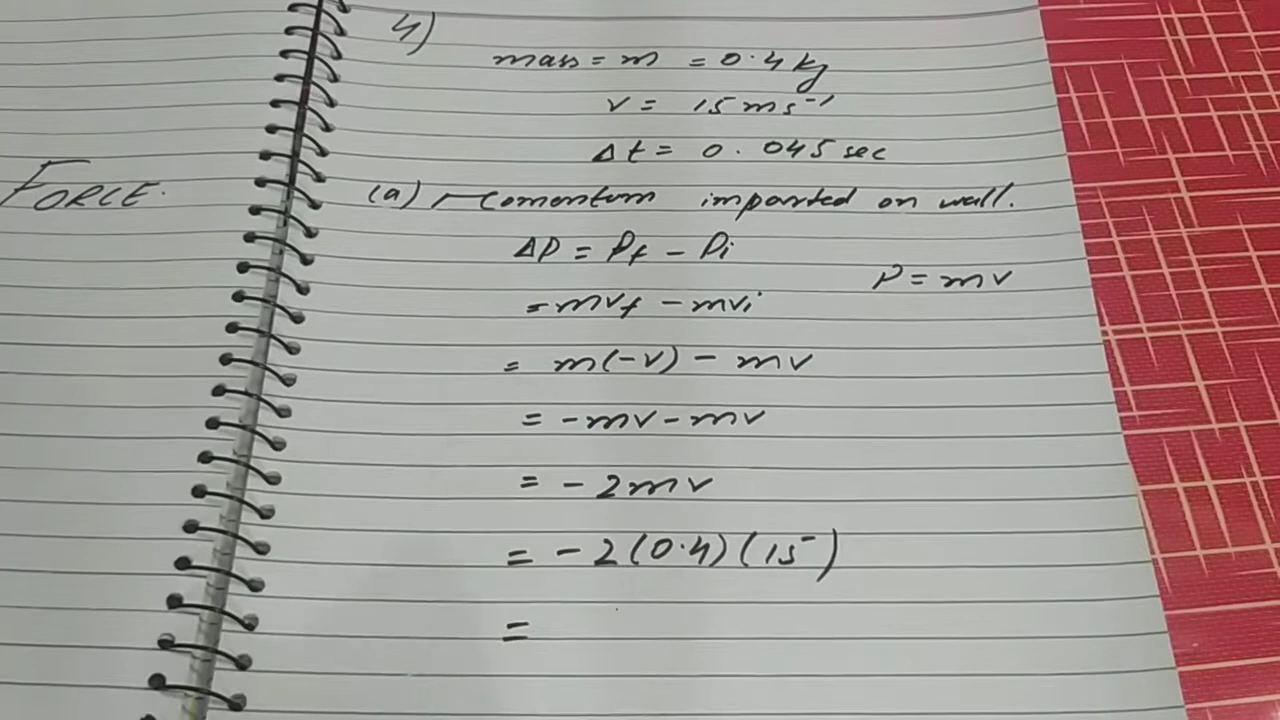 FORCE.
4)
mass = m = 0.4 kg
v = 15 ms⁻¹
Δt = 0.045 sec
(a) momentum imparted on wall.
ΔP = Pf - Pi
P = mv
= mvf - mvi
= m(-v) - mv
= -mv - mv
= - 2mv
= - 2(0.4)(15)
=